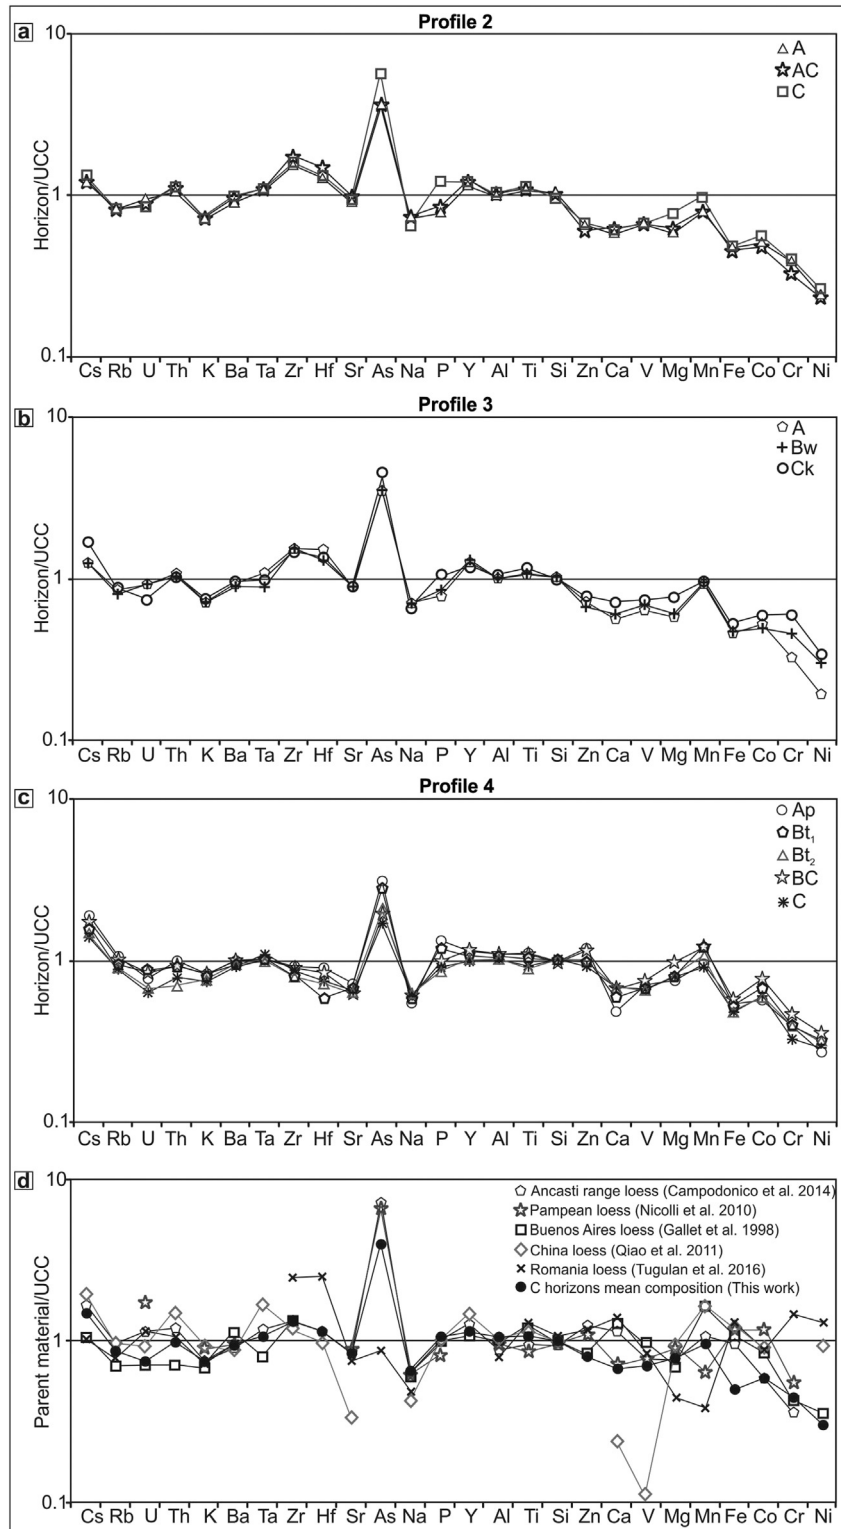 a
Profile 2
10
A
AC
C
Horizon/UCC
1
0.1
Cs Rb U Th K Ba Ta Zr Hf Sr As Na P Y Al Ti Si Zn Ca V Mg Mn Fe Co Cr Ni
b
Profile 3
10
A
Bw
Ck
Horizon/UCC
1
0.1
Cs Rb U Th K Ba Ta Zr Hf Sr As Na P Y Al Ti Si Zn Ca V Mg Mn Fe Co Cr Ni
c
Profile 4
10
Ap
Bt1
Bt2
BC
C
Horizon/UCC
1
0.1
Cs Rb U Th K Ba Ta Zr Hf Sr As Na P Y Al Ti Si Zn Ca V Mg Mn Fe Co Cr Ni
d
10
Ancasti range loess (Campodonico et al. 2014)
Pampean loess (Nicolli et al. 2010)
Buenos Aires loess (Gallet et al. 1998)
China loess (Qiao et al. 2011)
Romania loess (Tugulan et al. 2016)
C horizons mean composition (This work)
Parent material/UCC
1
0.1
Cs Rb U Th K Ba Ta Zr Hf Sr As Na P Y Al Ti Si Zn Ca V Mg Mn Fe Co Cr Ni